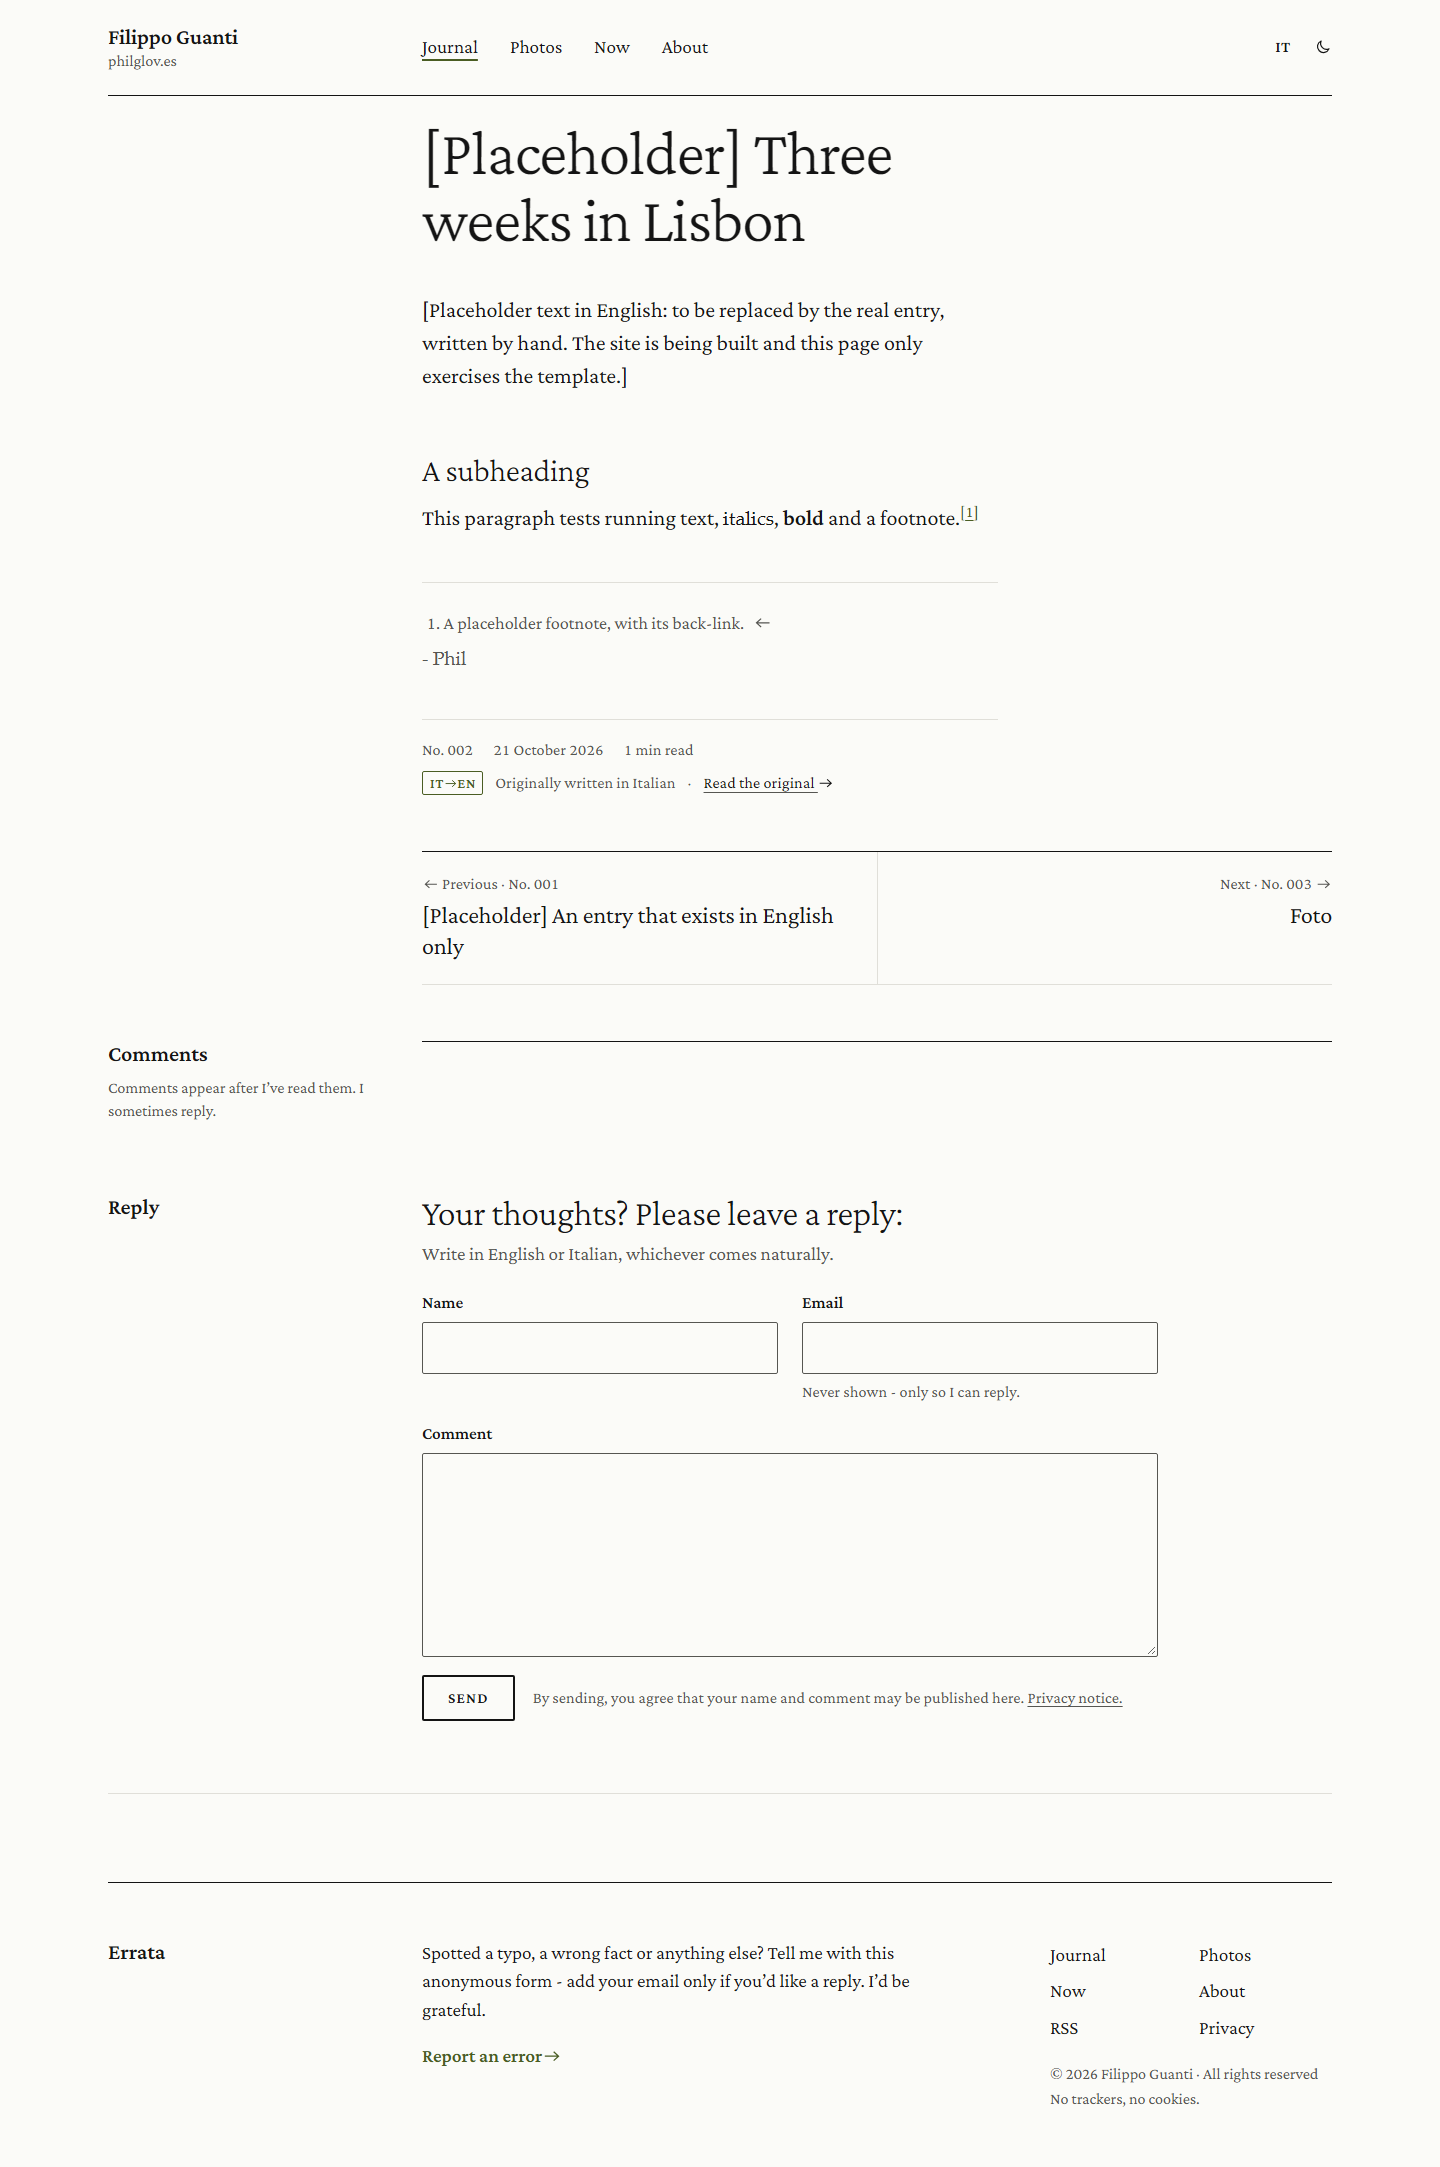 Filippo Guanti
philglov.es
Journal Photos Now About
IT
[Placeholder] Three
weeks in Lisbon
[Placeholder text in English: to be replaced by the real entry,
written by hand. The site is being built and this page only
exercises the template.]
A subheading
This paragraph tests running text, italics, bold and a footnote.[1]
1. A placeholder footnote, with its back-link. ←
- Phil
No. 002 21 October 2026 1 min read
IT→EN Originally written in Italian · Read the original →
← Previous · No. 001
[Placeholder] An entry that exists in English
only
Next · No. 003 →
Foto
Comments
Comments appear after I’ve read them. I
sometimes reply.
Reply
Your thoughts? Please leave a reply:
Write in English or Italian, whichever comes naturally.
Name
Email
Never shown - only so I can reply.
Comment
SEND
By sending, you agree that your name and comment may be published here. Privacy notice.
Errata
Spotted a typo, a wrong fact or anything else? Tell me with this
anonymous form - add your email only if you’d like a reply. I’d be
grateful.
Report an error→
Journal Photos
Now About
RSS Privacy
© 2026 Filippo Guanti · All rights reserved
No trackers, no cookies.